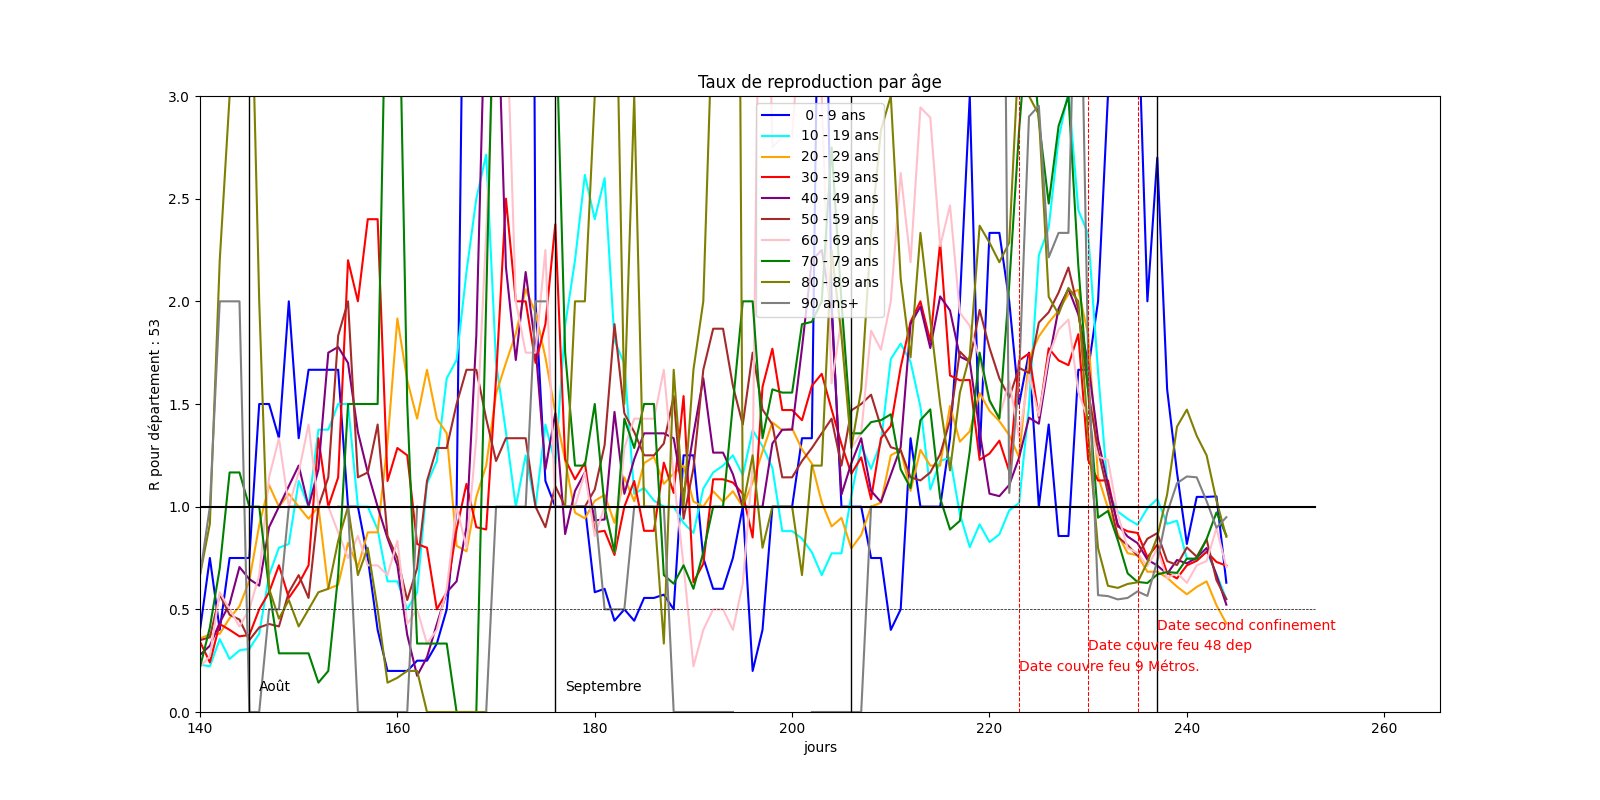 Taux de reproduction par âge
R pour département : 53
3.0
2.5
2.0
1.5
1.0
0.5
0.0
0 - 9 ans
10 - 19 ans
20 - 29 ans
30 - 39 ans
40 - 49 ans
50 - 59 ans
60 - 69 ans
70 - 79 ans
80 - 89 ans
90 ans+
Date second confinement
Date couvre feu 48 dep
Date couvre feu 9 Métros.
Août
Septembre
140
160
180
200
220
240
260
jours